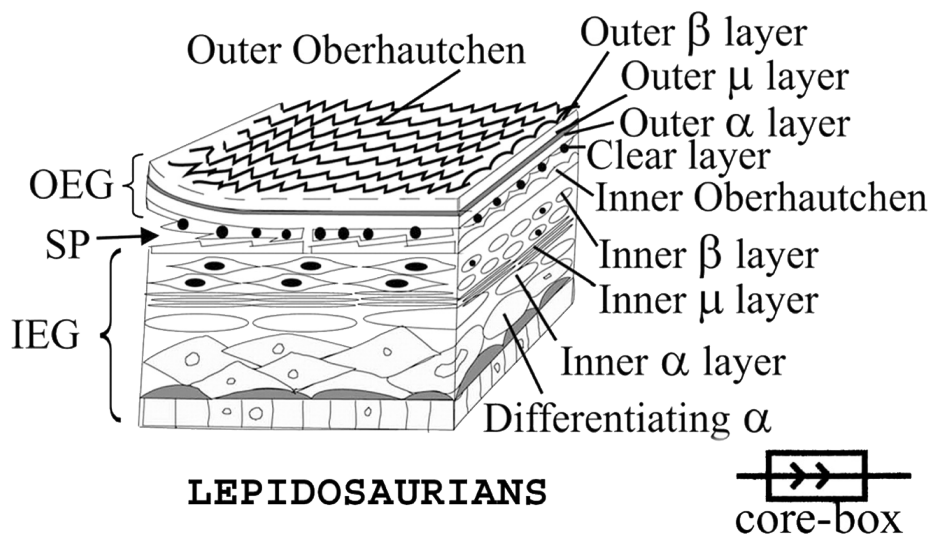 Outer Oberhautchen
Outer β layer
Outer μ layer
Outer α layer
Clear layer
Inner Oberhautchen
OEG
SP
IEG
Inner β layer
Inner μ layer
Inner α layer
Differentiating α
LEPIDOSAURIANS
core-box